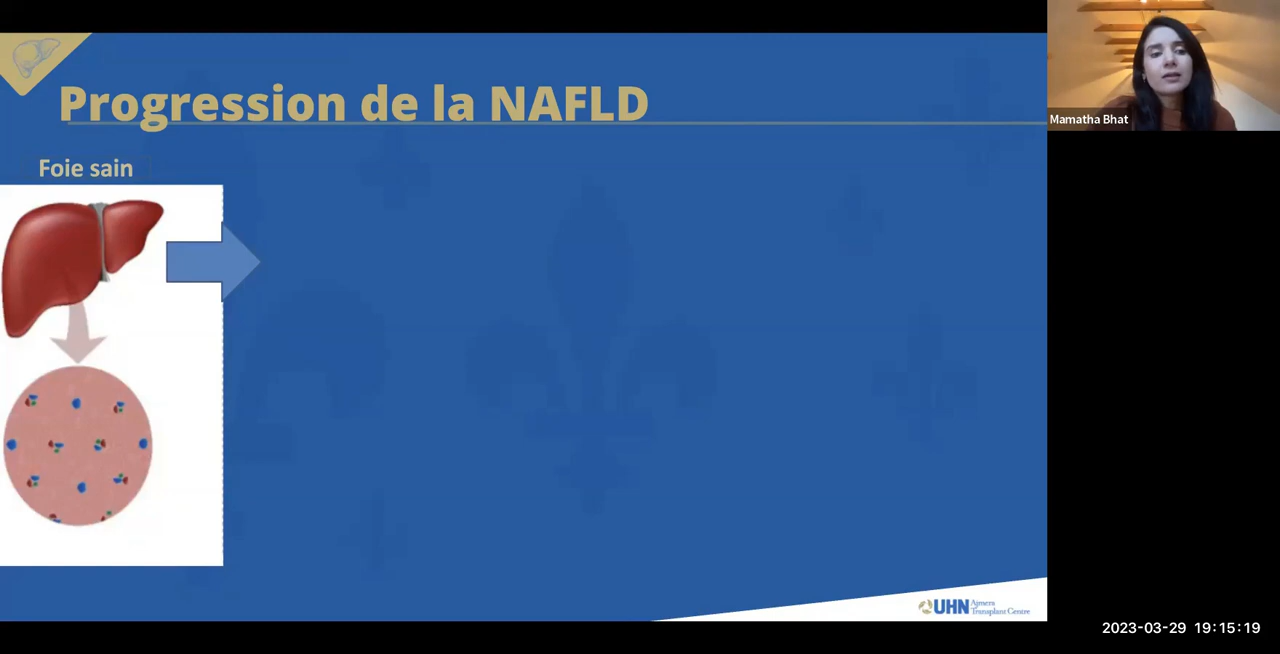 Progression de la NAFLD
Mamatha Bhat
Foie sain
UHN Ajmera
Transplant Centre
2023-03-29 19:15:19